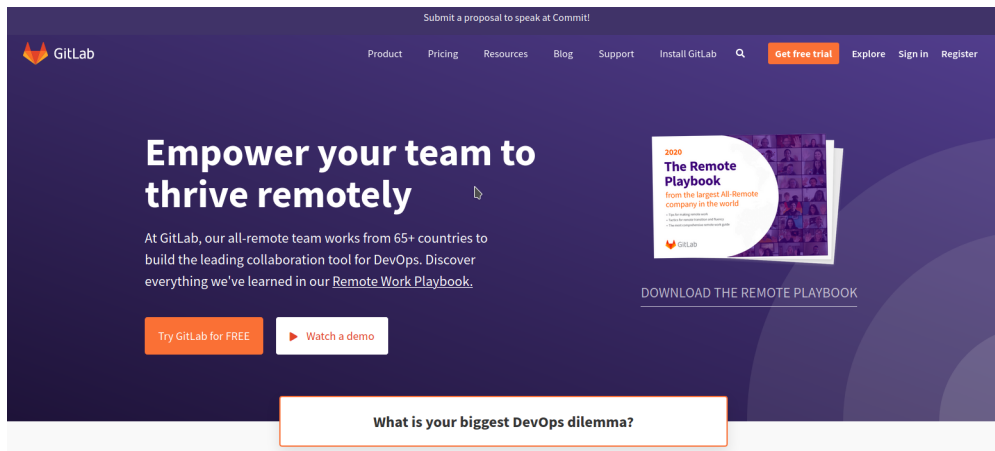 Submit a proposal to speak at Commit!
GitLab
Product Pricing Resources Blog Support Install GitLab Get free trial Explore Sign in Register
Empower your team to
thrive remotely
At GitLab, our all-remote team works from 65+ countries to
build the leading collaboration tool for DevOps. Discover
everything we've learned in our Remote Work Playbook.
Try GitLab for FREE
Watch a demo
2020
The Remote
Playbook
from the largest All-Remote
company in the world
GitLab
DOWNLOAD THE REMOTE PLAYBOOK
What is your biggest DevOps dilemma?